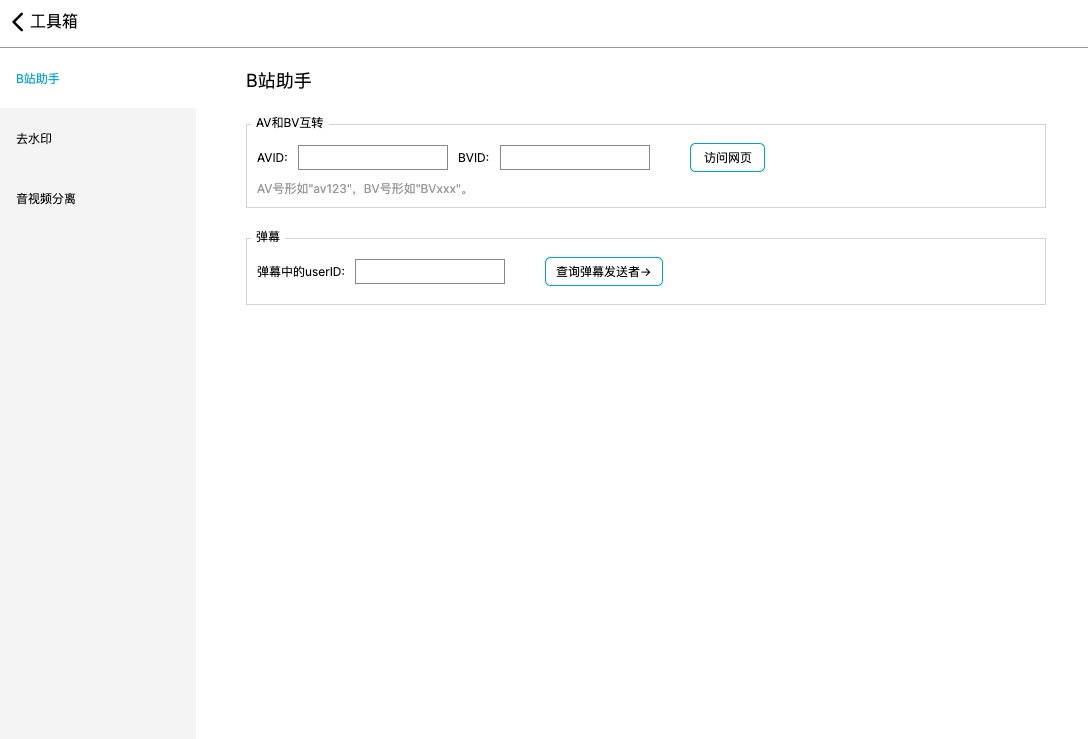 工具箱
B站助手
去水印
音视频分离
B站助手
AV和BV互转
AVID: BVID: 访问网页
AV号形如"av123"，BV号形如"BVxxx"。
弹幕
弹幕中的userID: 查询弹幕发送者→